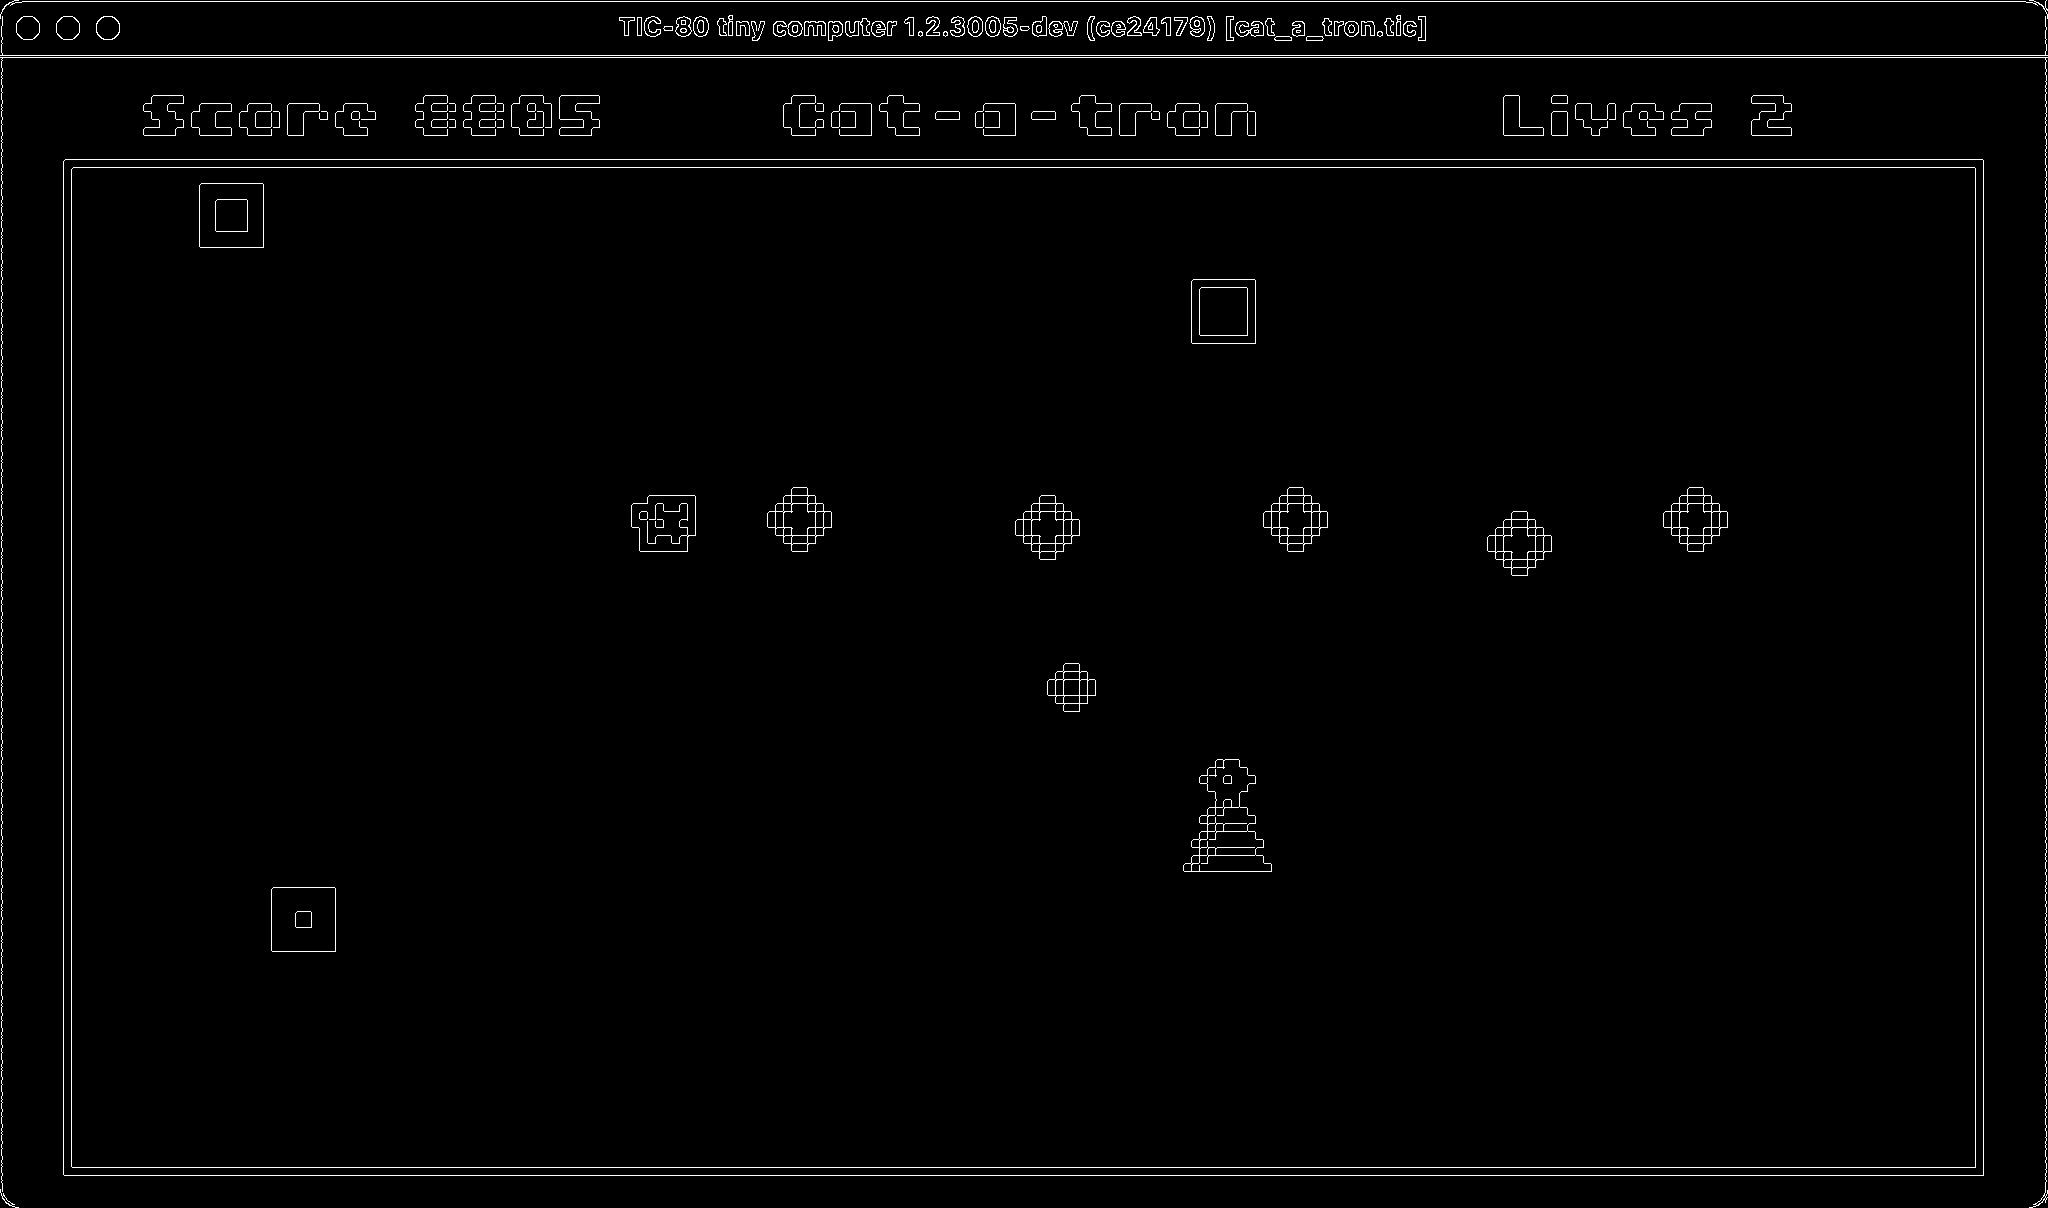 TIC-80 tiny computer 1.2.3005-dev (ce24179) [cat_a_tron.tic]
Score 8805 Cat-a-tron Lives 2